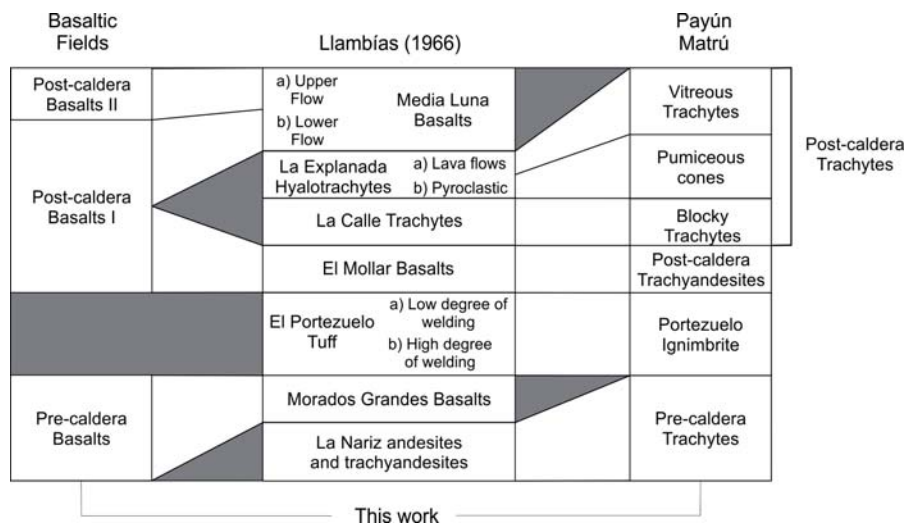 Basaltic
Fields
Llambías (1966)
Payún
Matrú
Post-caldera
Basalts II
a) Upper
Flow
b) Lower
Flow
Media Luna
Basalts
Vitreous
Trachytes
Post-caldera
Trachytes
Post-caldera
Basalts I
La Explanada
Hyalotrachytes
a) Lava flows
b) Pyroclastic
Pumiceous
cones
La Calle Trachytes
Blocky
Trachytes
El Mollar Basalts
Post-caldera
Trachyandesites
El Portezuelo
Tuff
a) Low degree of
welding
b) High degree
of welding
Portezuelo
Ignimbrite
Pre-caldera
Basalts
Morados Grandes Basalts
La Nariz andesites
and trachyandesites
Pre-caldera
Trachytes
This work